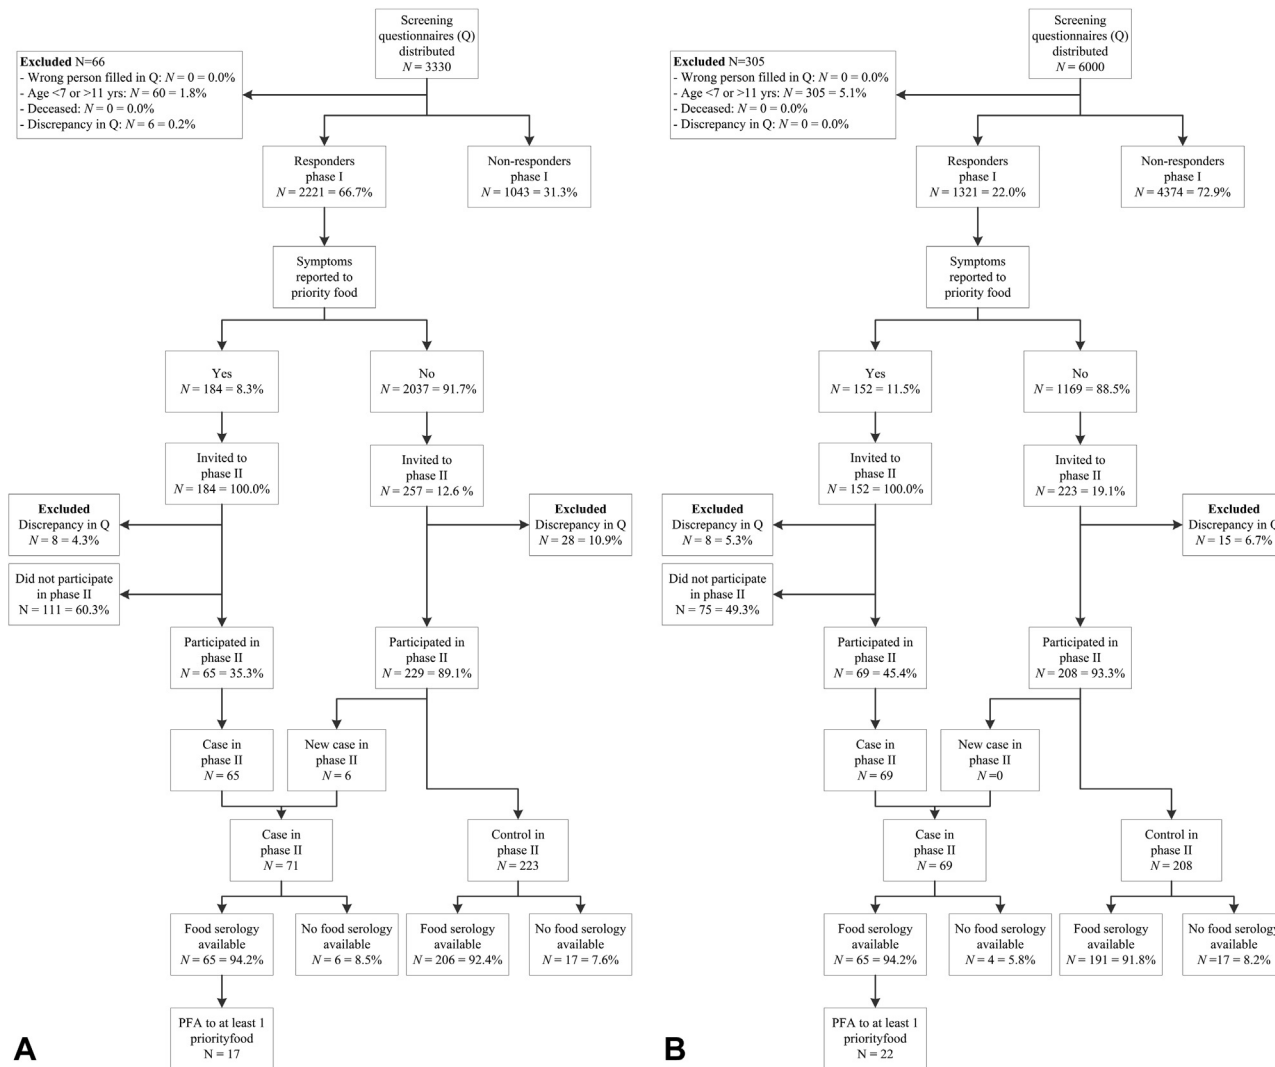 Screening
questionnaires (Q)
distributed
N = 3330
Excluded N=66
- Wrong person filled in Q: N = 0 = 0.0%
- Age <7 or >11 yrs: N = 60 = 1.8%
- Deceased: N = 0 = 0.0%
- Discrepancy in Q: N = 6 = 0.2%
Responders
phase I
N = 2221 = 66.7%
Non-responders
phase I
N = 1043 = 31.3%
Symptoms
reported to
priority food
Yes
N = 184 = 8.3%
No
N = 2037 = 91.7%
Invited to
phase II
N = 184 = 100.0%
Invited to
phase II
N = 257 = 12.6 %
Excluded
Discrepancy in Q
N = 8 = 4.3%
Excluded
Discrepancy in Q
N = 28 = 10.9%
Did not participate
in phase II
N = 111 = 60.3%
Participated in
phase II
N = 65 = 35.3%
Participated in
phase II
N = 229 = 89.1%
Case in
phase II
N = 65
New case in
phase II
N = 6
Case in
phase II
N = 71
Control in
phase II
N = 223
Food serology
available
N = 65 = 94.2%
No food serology
available
N = 6 = 8.5%
Food serology
available
N = 206 = 92.4%
No food serology
available
N = 17 = 7.6%
PFA to at least 1
priorityfood
N = 17
A
Screening
questionnaires (Q)
distributed
N = 6000
Excluded N=305
- Wrong person filled in Q: N = 0 = 0.0%
- Age <7 or >11 yrs: N = 305 = 5.1%
- Deceased: N = 0 = 0.0%
- Discrepancy in Q: N = 0 = 0.0%
Responders
phase I
N = 1321 = 22.0%
Non-responders
phase I
N = 4374 = 72.9%
Symptoms
reported to
priority food
Yes
N = 152 = 11.5%
No
N = 1169 = 88.5%
Invited to
phase II
N = 152 = 100.0%
Invited to
phase II
N = 223 = 19.1%
Excluded
Discrepancy in Q
N = 8 = 5.3%
Excluded
Discrepancy in Q
N = 15 = 6.7%
Did not participate
in phase II
N = 75 = 49.3%
Participated in
phase II
N = 69 = 45.4%
Participated in
phase II
N = 208 = 93.3%
Case in
phase II
N = 69
New case in
phase II
N =0
Case in
phase II
N = 69
Control in
phase II
N = 208
Food serology
available
N = 65 = 94.2%
No food serology
available
N = 4 = 5.8%
Food serology
available
N = 191 = 91.8%
No food serology
available
N =17 = 8.2%
PFA to at least 1
priorityfood
N = 22
B